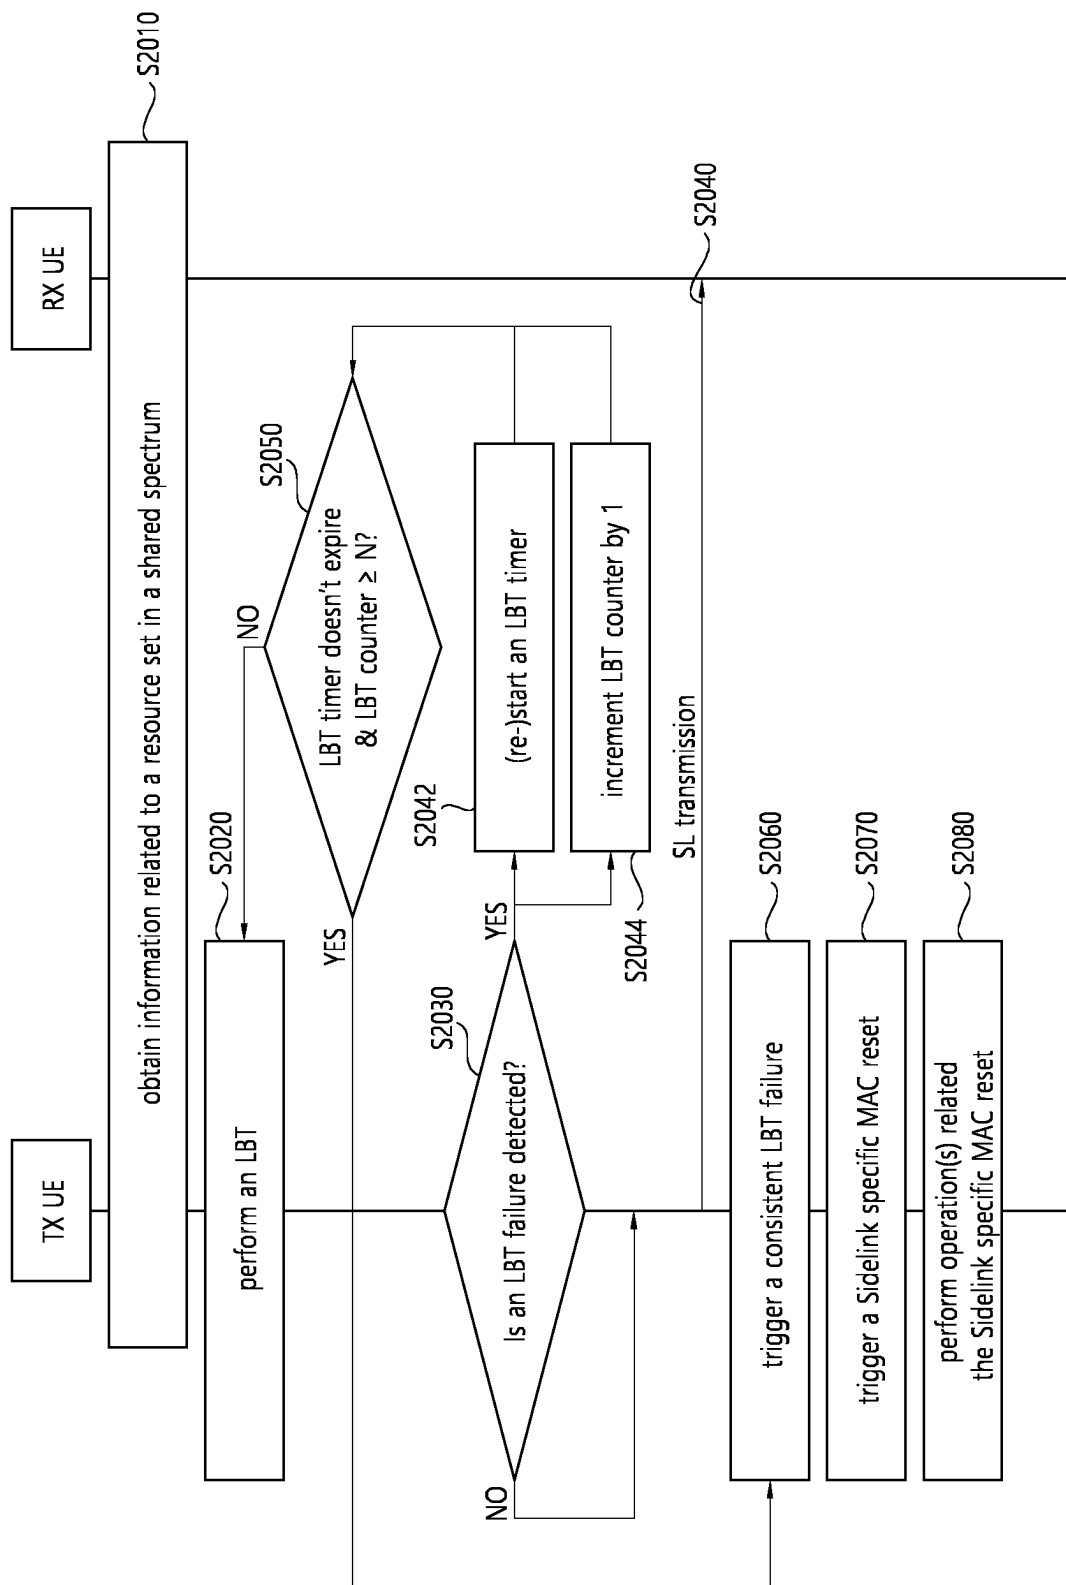 TX UE
RX UE
obtain information related to a resource set in a shared spectrum
S2010
perform an LBT
S2020
NO
LBT timer doesn't expire
& LBT counter ≥ N?
S2050
YES
Is an LBT failure detected?
S2030
YES
NO
(re-)start an LBT timer
S2042
increment LBT counter by 1
S2044
SL transmission
S2040
trigger a consistent LBT failure
S2060
trigger a Sidelink specific MAC reset
S2070
perform operation(s) related
the Sidelink specific MAC reset
S2080